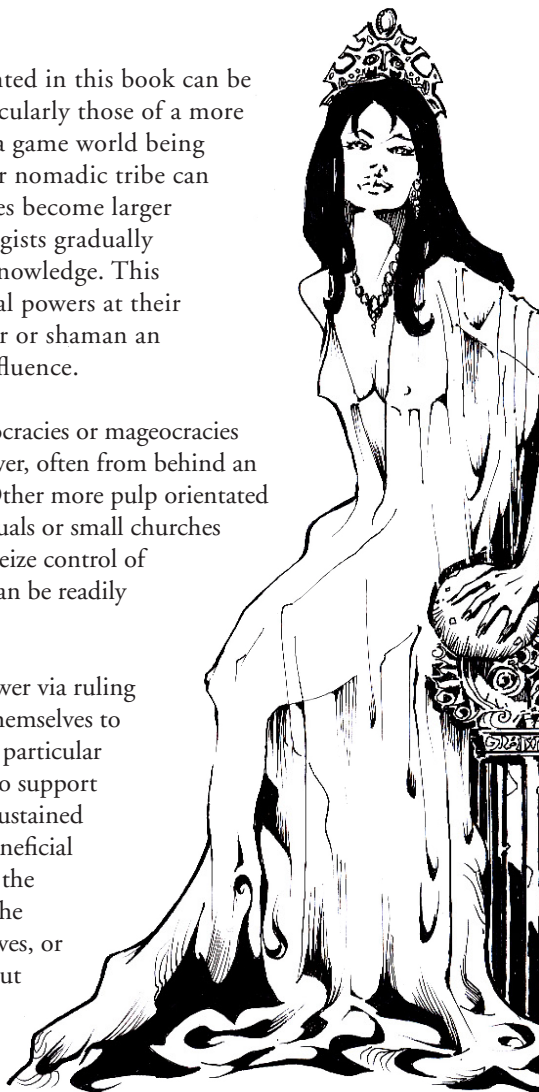 nted in this book can be
cularly those of a more
a game world being
r nomadic tribe can
es become larger
gists gradually
nowledge. This
al powers at their
r or shaman an
fluence.
ocracies or mageocracies
ver, often from behind an
Other more pulp orientated
uals or small churches
eize control of
an be readily
wer via ruling
hemselves to
particular
o support
ustained
neficial
the
he
ves, or
ut